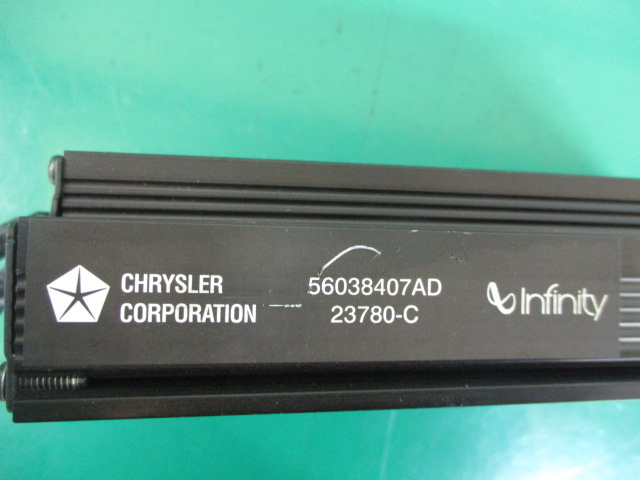 CHRYSLER
CORPORATION
56038407AD
23780-C
Infinity